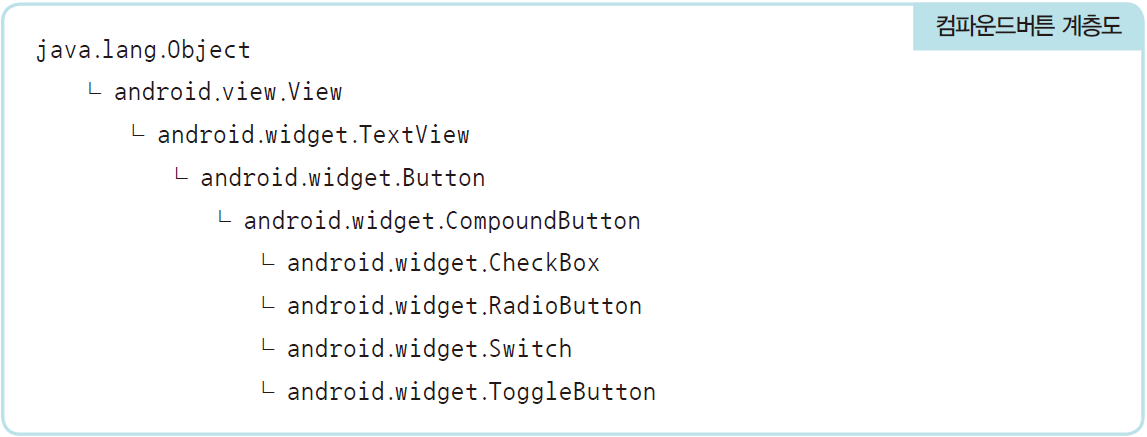 컴파운드버튼 계층도
java.lang.Object
└ android.view.View
└ android.widget.TextView
└ android.widget.Button
└ android.widget.CompoundButton
└ android.widget.CheckBox
└ android.widget.RadioButton
└ android.widget.Switch
└ android.widget.ToggleButton